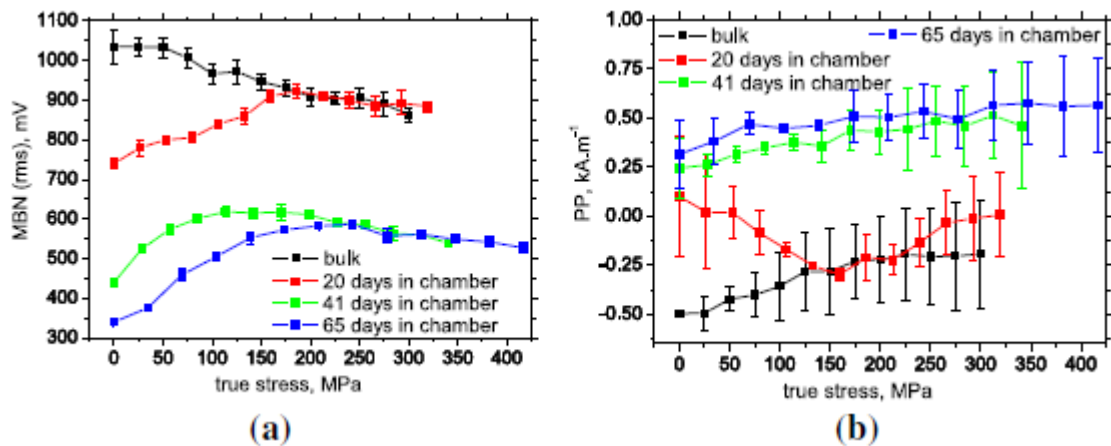 1100
1000
900
800
700
600
500
400
300
MBN (rms), mV
bulk
20 days in chamber
41 days in chamber
65 days in chamber
0 50 100 150 200 250 300 350 400
true stress, MPa
(a)
1.00
0.75
0.50
0.25
0.00
-0.25
-0.50
PP, kA.m⁻¹
bulk
65 days in chamber
20 days in chamber
41 days in chamber
0 50 100 150 200 250 300 350 400
true stress, MPa
(b)